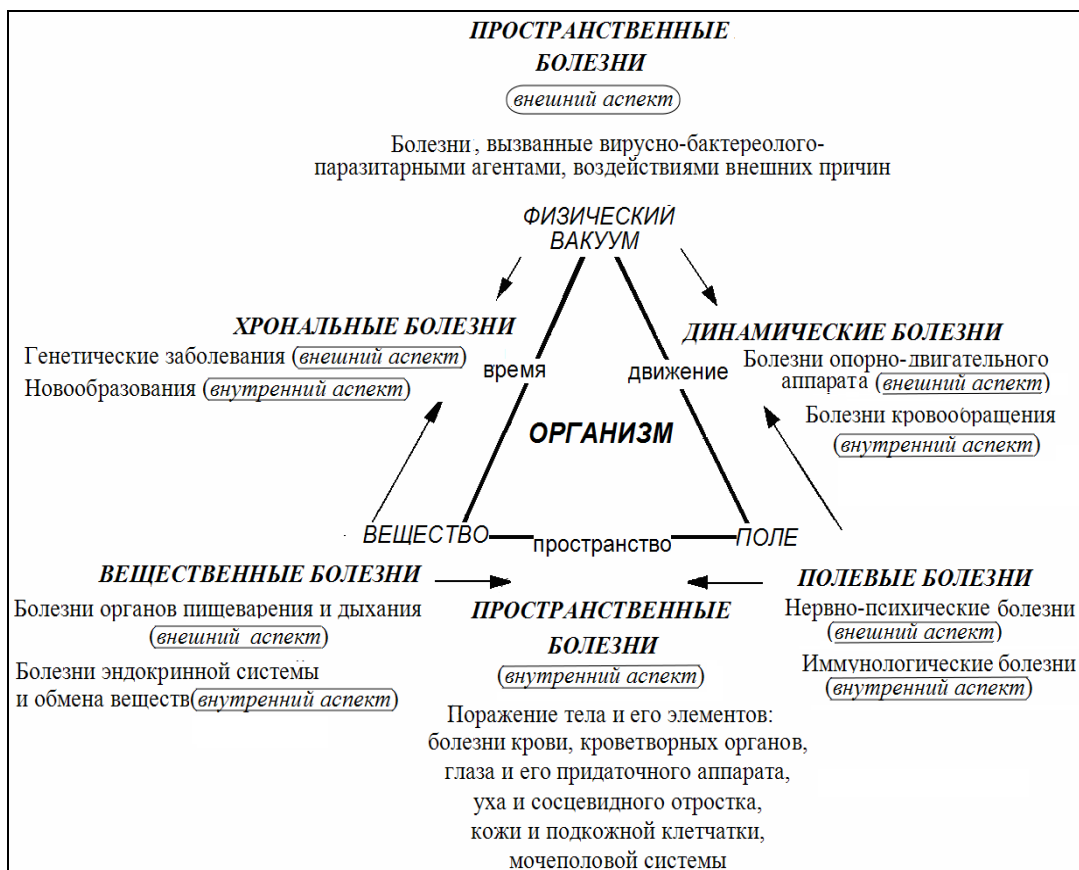 ПРОСТРАНСТВЕННЫЕ
БОЛЕЗНИ
внешний аспект
Болезни, вызванные вирусно-бактереолого-
паразитарными агентами, воздействиями внешних причин
ФИЗИЧЕСКИЙ
ВАКУУМ
ХРОНАЛЬНЫЕ БОЛЕЗНИ
Генетические заболевания (внешний аспект)
Новообразования (внутренний аспект)
время
движение
ДИНАМИЧЕСКИЕ БОЛЕЗНИ
Болезни опорно-двигательного
аппарата (внешний аспект)
Болезни кровообращения
(внутренний аспект)
ОРГАНИЗМ
ВЕЩЕСТВО
пространство
ПОЛЕ
ВЕЩЕСТВЕННЫЕ БОЛЕЗНИ
Болезни органов пищеварения и дыхания
(внешний аспект)
Болезни эндокринной системы
и обмена веществ (внутренний аспект)
ПРОСТРАНСТВЕННЫЕ
БОЛЕЗНИ
(внутренний аспект)
Поражение тела и его элементов:
болезни крови, кроветворных органов,
глаза и его придаточного аппарата,
уха и сосцевидного отростка,
кожи и подкожной клетчатки,
мочеполовой системы
ПОЛЕВЫЕ БОЛЕЗНИ
Нервно-психические болезни
(внешний аспект)
Иммунологические болезни
(внутренний аспект)